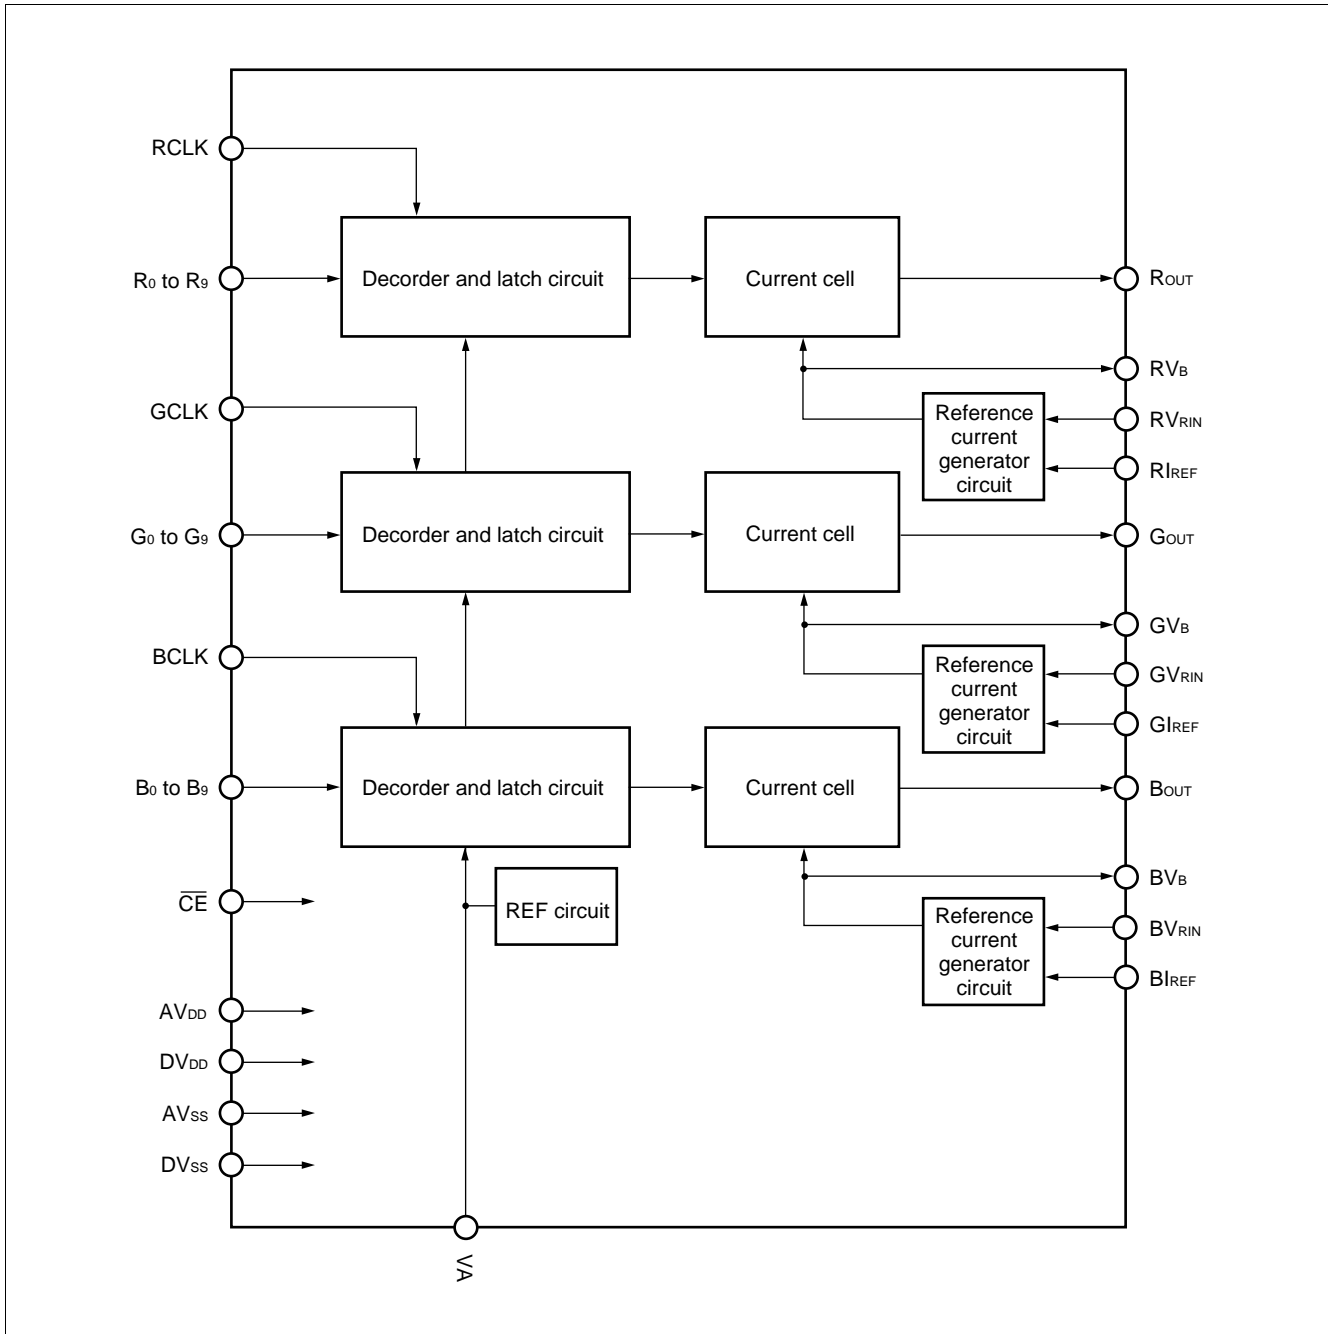 RCLK
R0 to R9
Decorder and latch circuit
Current cell
ROUT
RVB
GCLK
Reference
current
generator
circuit
RVRIN
RIREF
G0 to G9
Decorder and latch circuit
Current cell
GOUT
GVB
BCLK
Reference
current
generator
circuit
GVRIN
GIREF
B0 to B9
Decorder and latch circuit
Current cell
BOUT
BVB
CE
REF circuit
Reference
current
generator
circuit
BVRIN
BIREF
AVDD
DVDD
AVSS
DVSS
VA